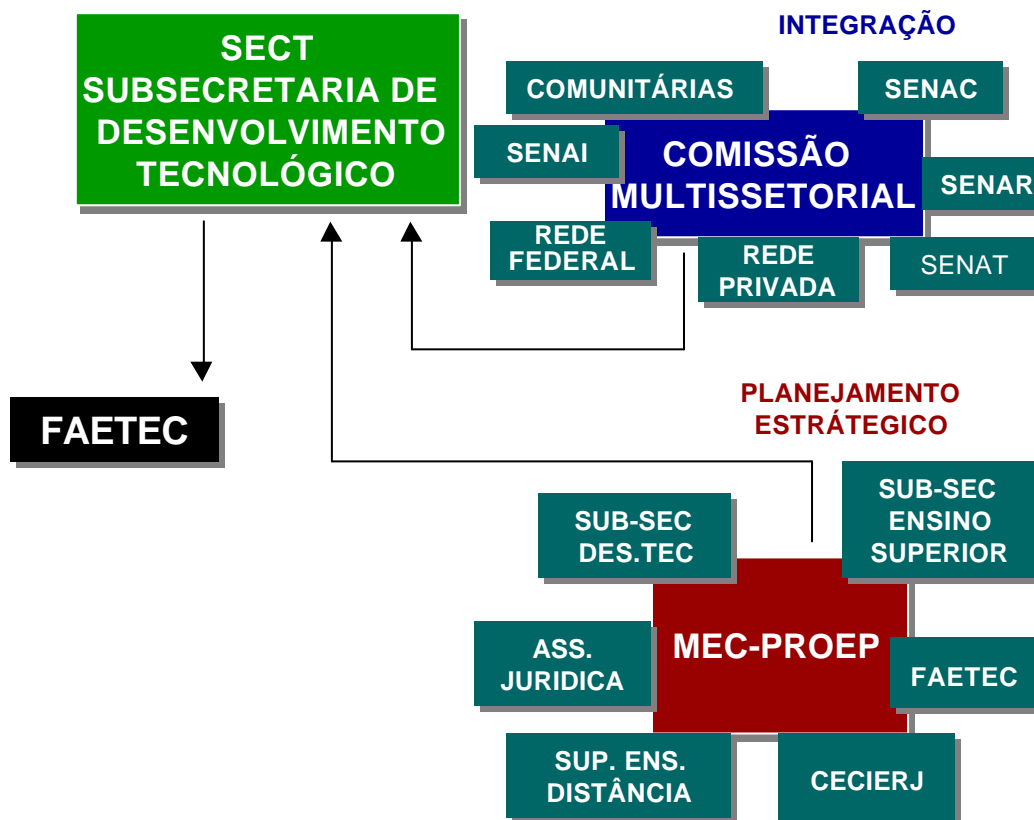 SECT
SUBSECRETARIA DE
DESENVOLVIMENTO
TECNOLÓGICO
INTEGRAÇÃO
COMUNITÁRIAS
SENAC
SENAI
COMISSÃO
MULTISSETORIAL
SENAR
REDE
FEDERAL
REDE
PRIVADA
SENAT
FAETEC
PLANEJAMENTO
ESTRÁTEGICO
SUB-SEC
DES.TEC
SUB-SEC
ENSINO
SUPERIOR
MEC-PROEP
ASS.
JURIDICA
FAETEC
SUP. ENS.
DISTÂNCIA
CECIERJ